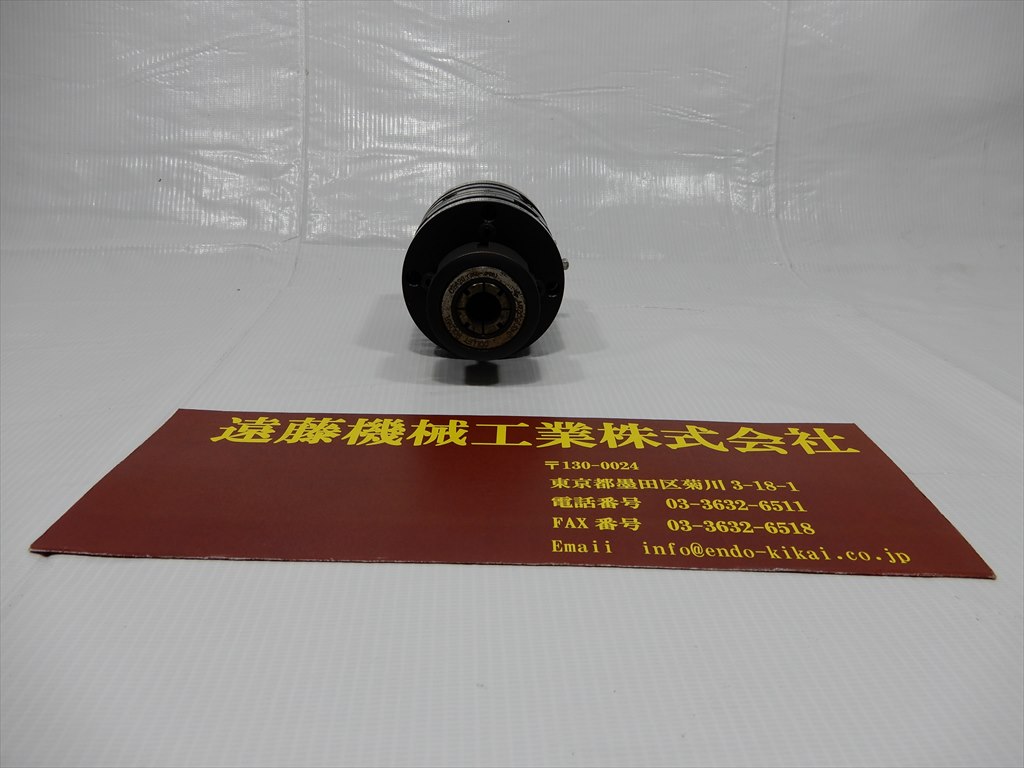 遠藤機械工業株式会社
〒130-0024
東京都墨田区菊川 3-18-1
電話番号 03-3632-6511
FAX 番号 03-3632-6518
Emaii info@endo-kikai.co.jp